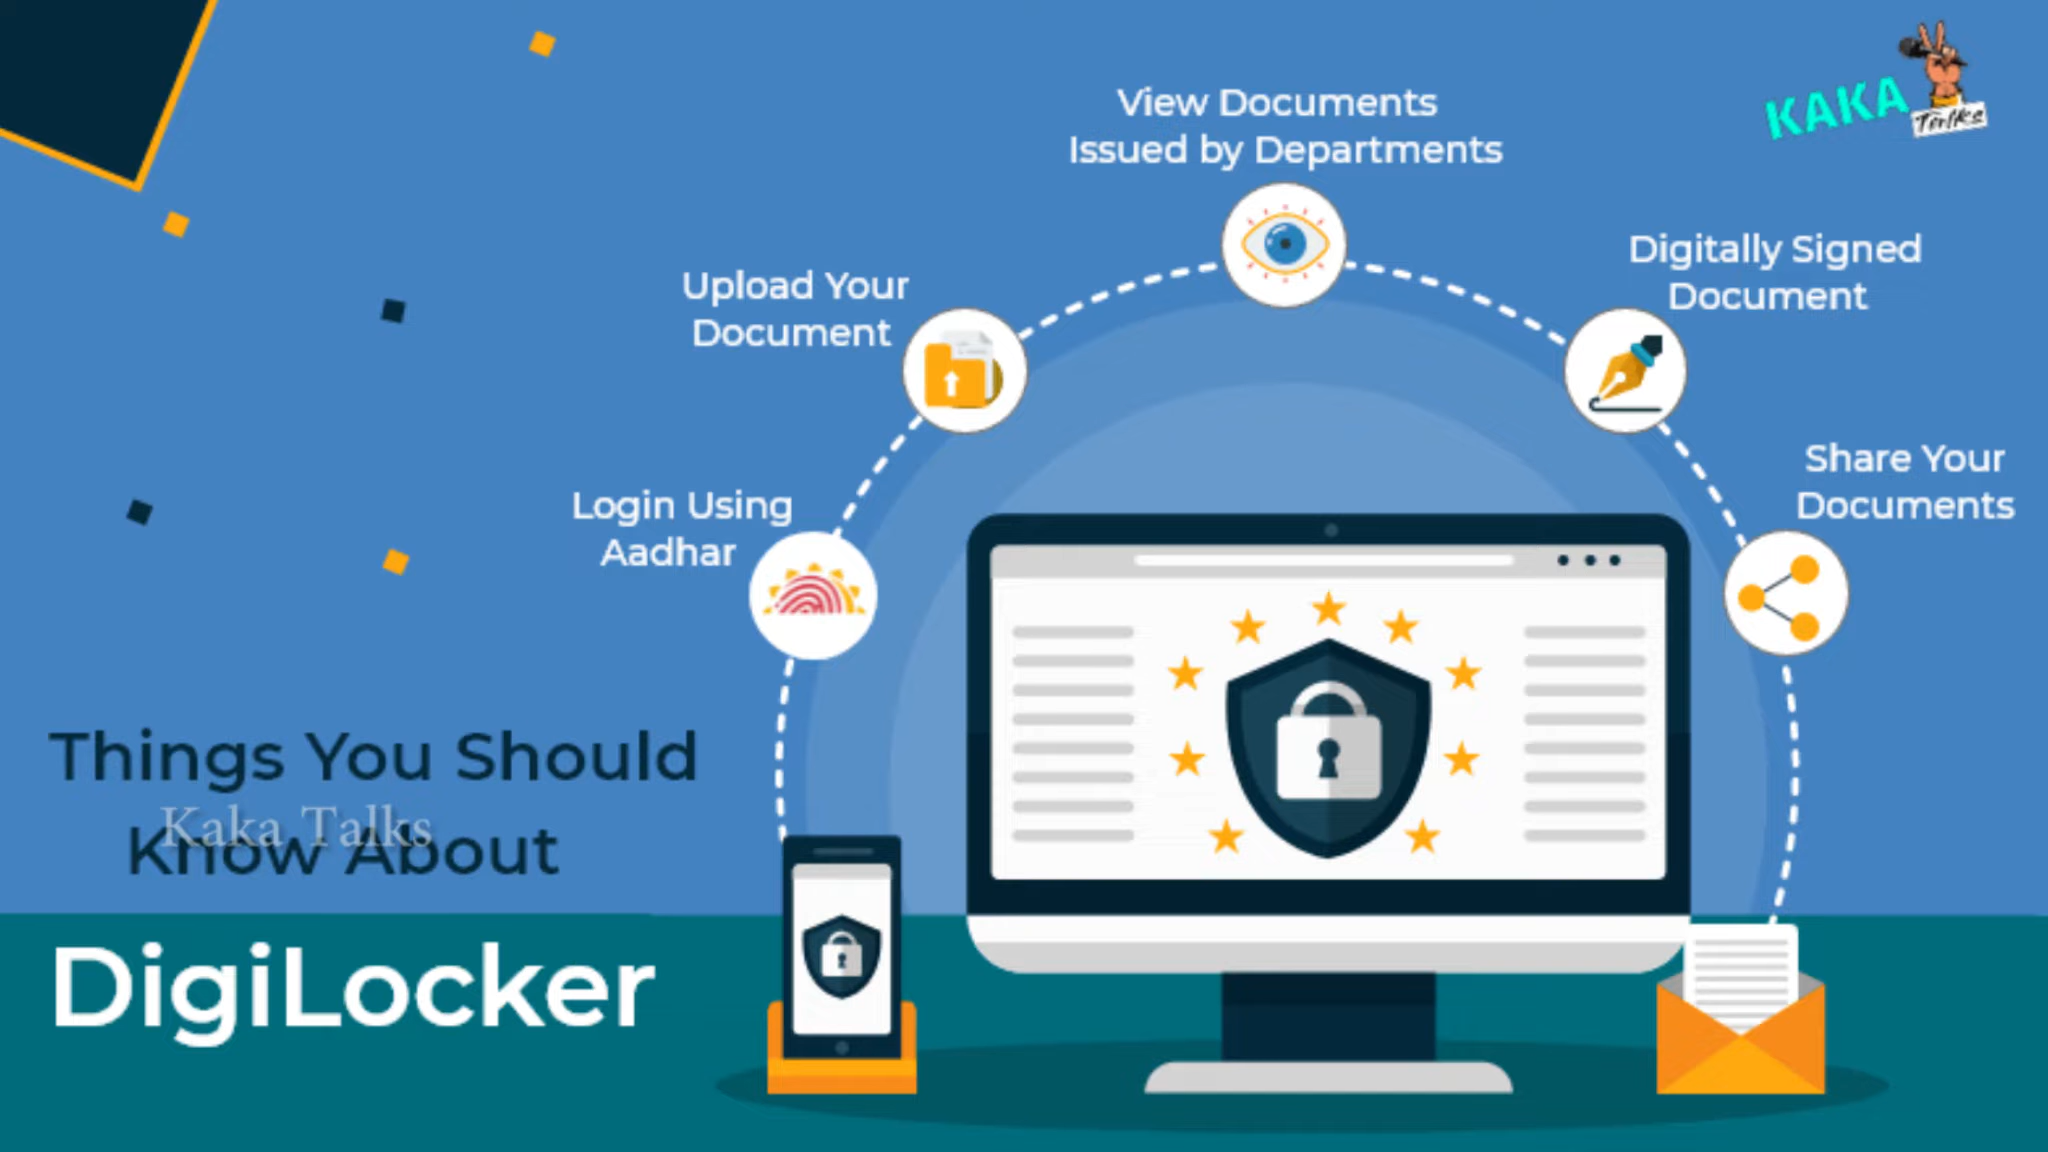 KAKA
Talks
View Documents
Issued by Departments
Digitally Signed
Document
Upload Your
Document
Share Your
Documents
Login Using
Aadhar
Things You Should
Kaka Talks
Know About
DigiLocker